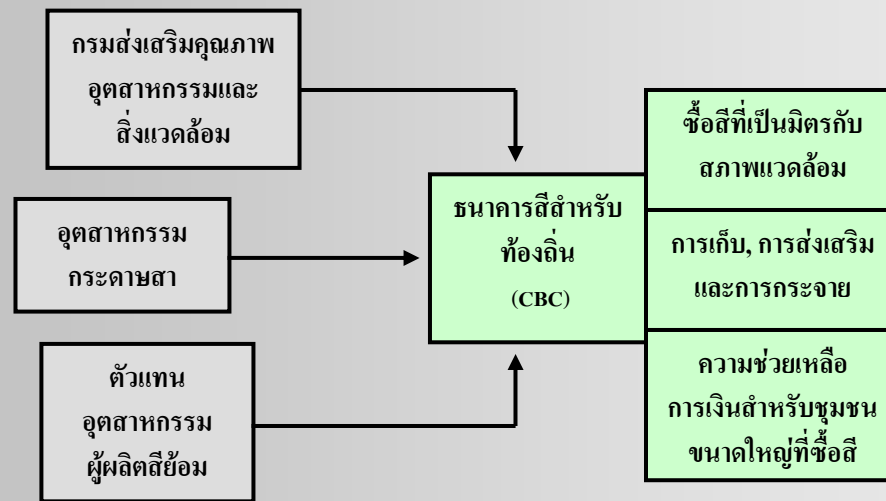 กรมส่งเสริมคุณภาพ
อุตสาหกรรมและ
สิ่งแวดล้อม
อุตสาหกรรม
กระดาษสา
ตัวแทน
อุตสาหกรรม
ผู้ผลิตสีย้อม
ธนาคารสีสำหรับ
ท้องถิ่น
(CBC)
ซื้อสีที่เป็นมิตรกับ
สภาพแวดล้อม
การเก็บ, การส่งเสริม
และการกระจาย
ความช่วยเหลือ
การเงินสำหรับชุมชน
ขนาดใหญ่ที่ซื้อสี